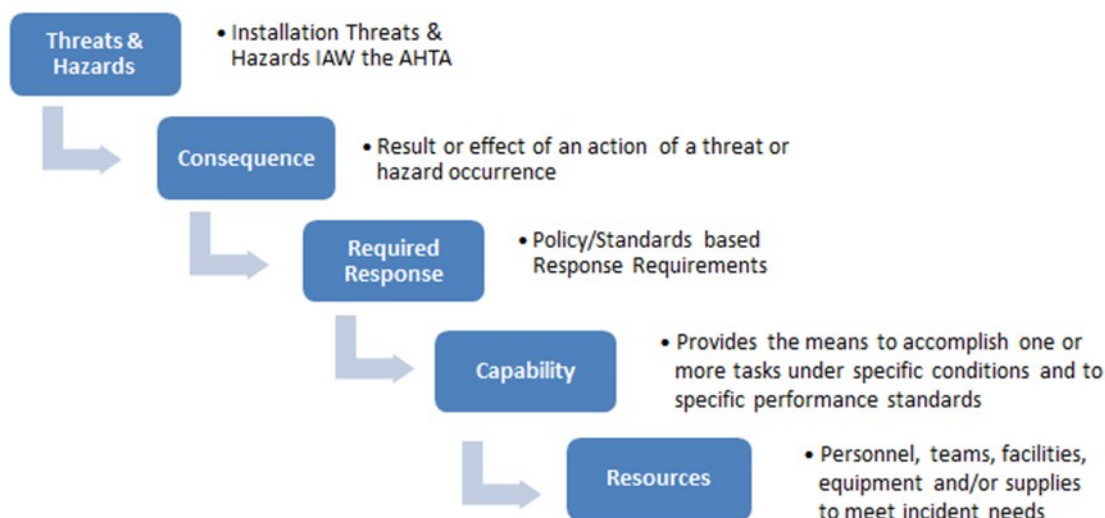 Threats &
Hazards
• Installation Threats &
Hazards IAW the AHTA
Consequence
• Result or effect of an action of a threat or
hazard occurrence
Required
Response
• Policy/Standards based
Response Requirements
Capability
• Provides the means to accomplish one or
more tasks under specific conditions and to
specific performance standards
Resources
• Personnel, teams, facilities,
equipment and/or supplies
to meet incident needs